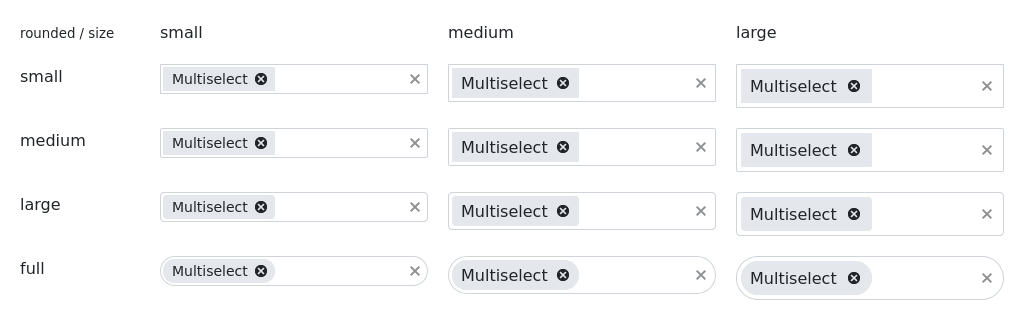 rounded / size small medium large
small Multiselect Multiselect Multiselect
medium Multiselect Multiselect Multiselect
large Multiselect Multiselect Multiselect
full Multiselect Multiselect Multiselect